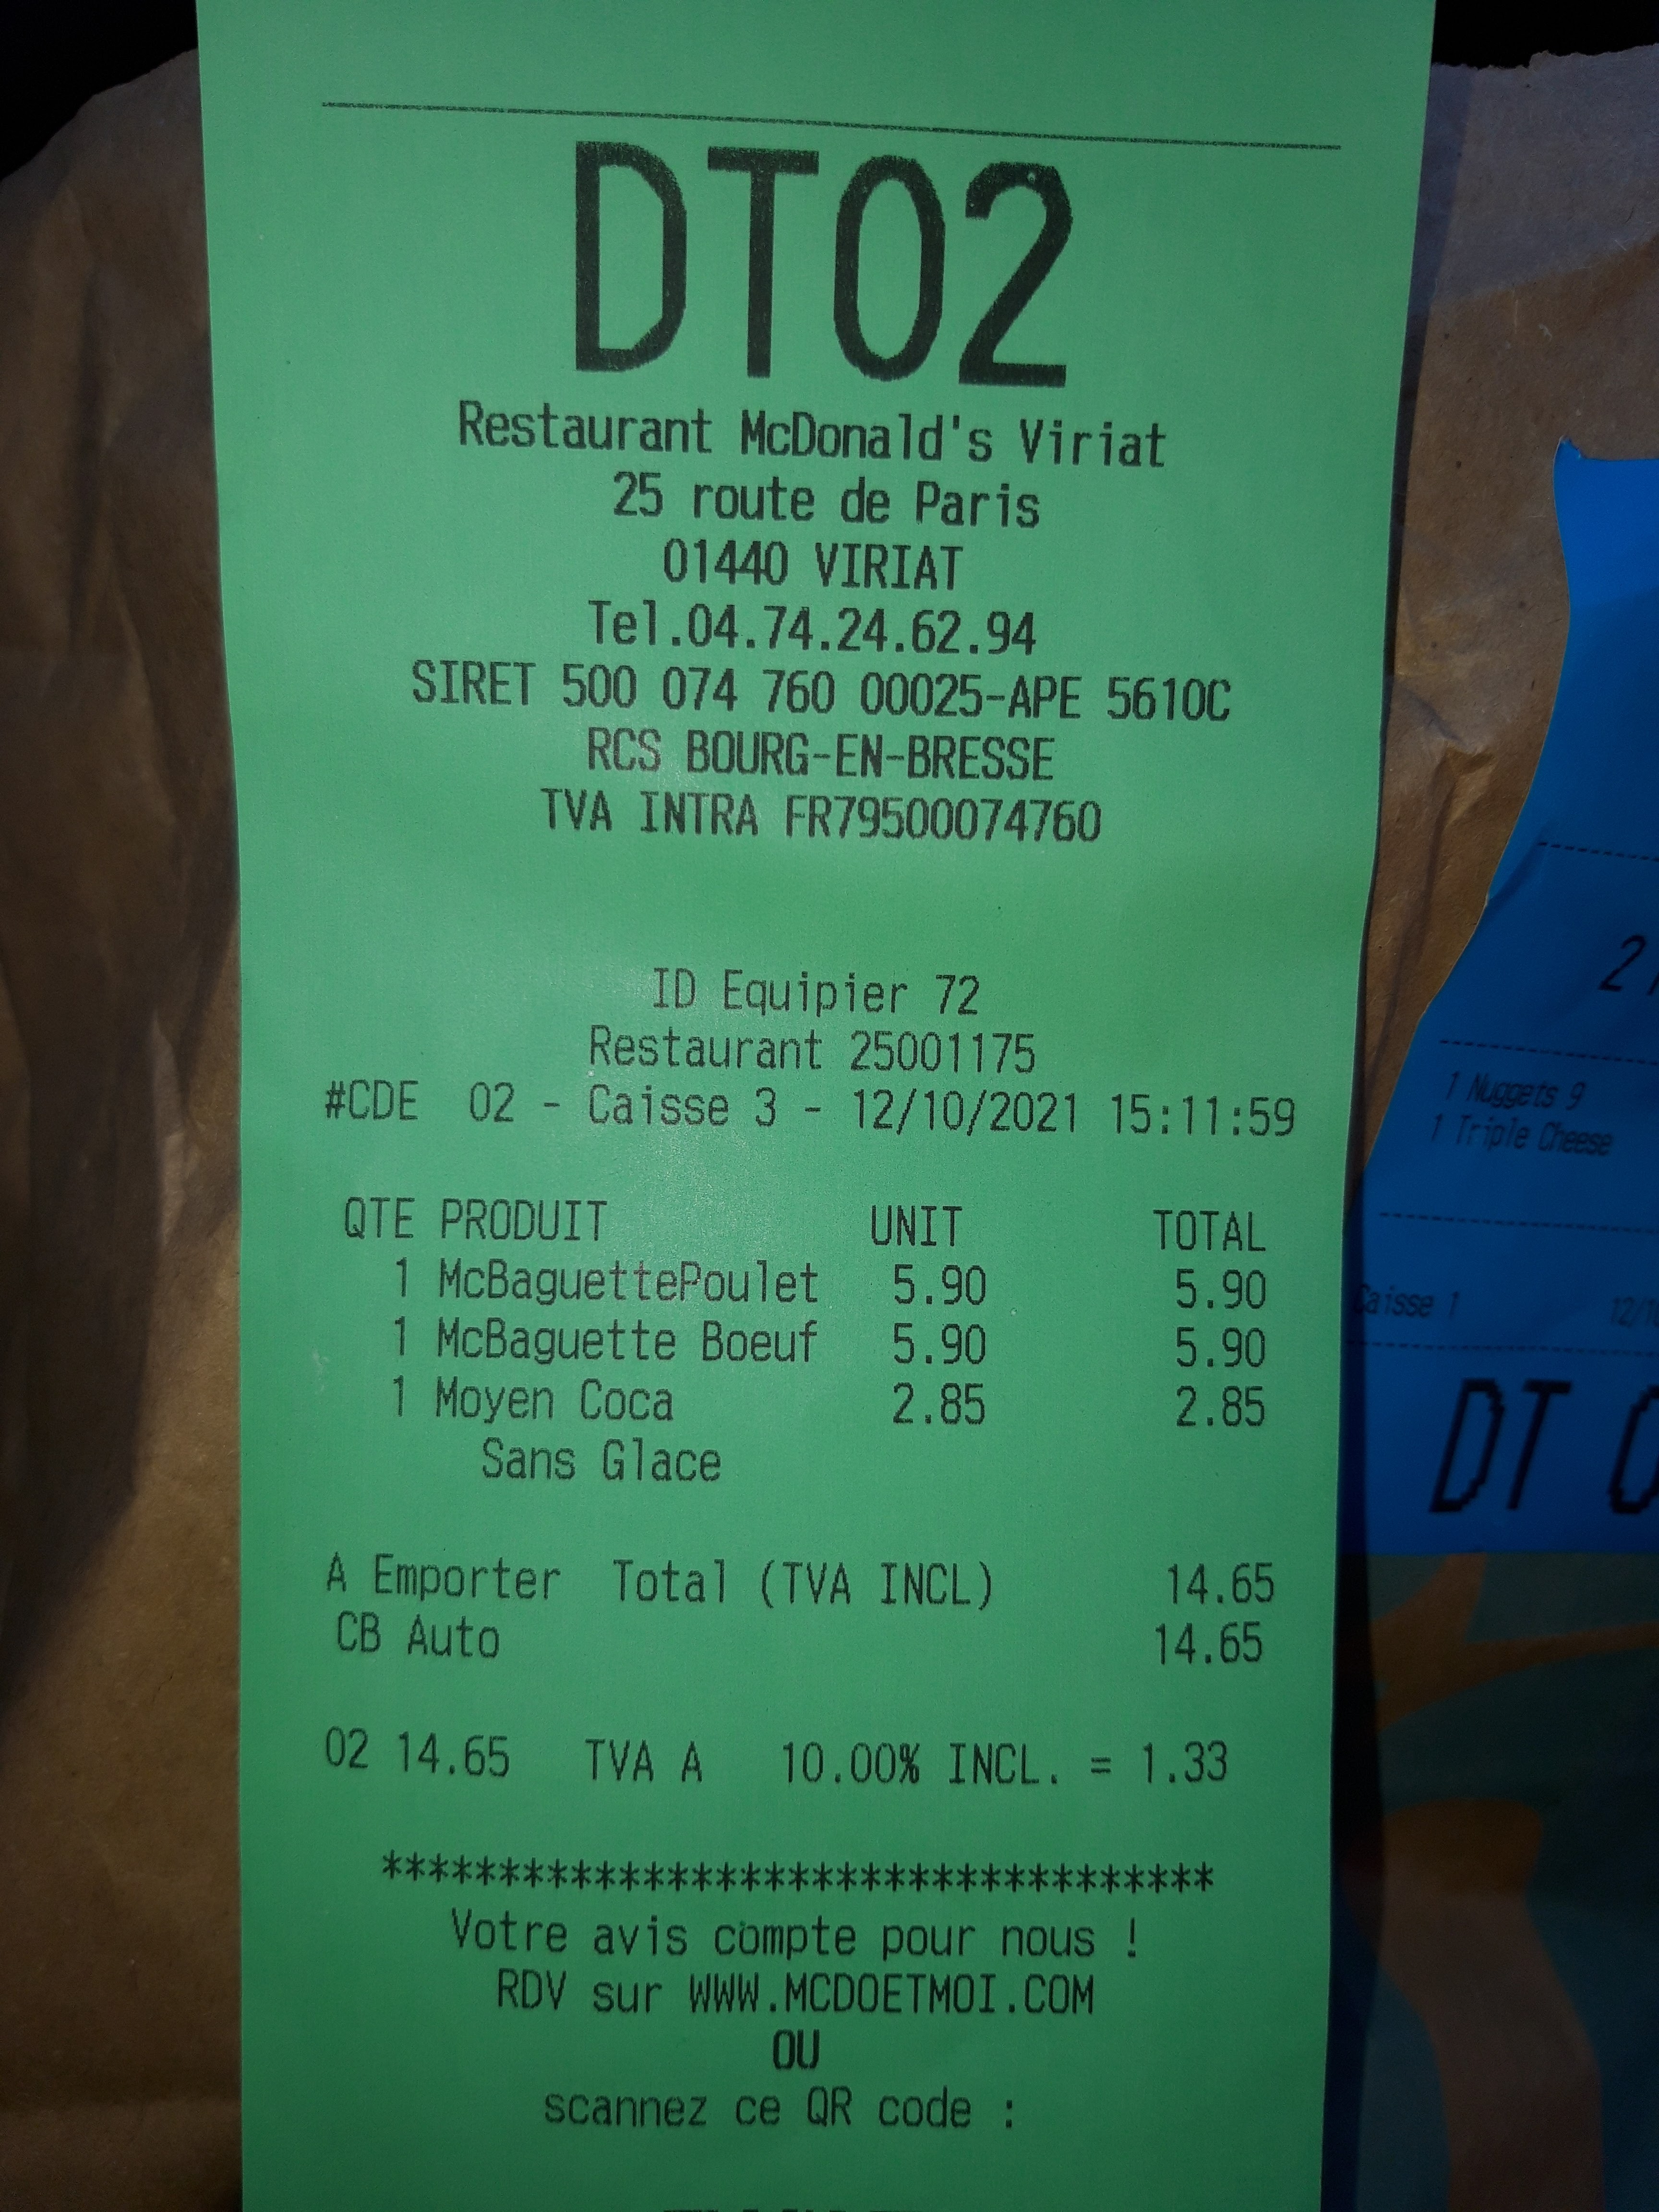 DT02
Restaurant McDonald's Viriat
25 route de Paris
01440 VIRIAT
Tel.04.74.24.62.94
SIRET 500 074 760 00025-APE 5610C
RCS BOURG-EN-BRESSE
TVA INTRA FR79500074760
ID Equipier 72
Restaurant 25001175
#CDE 02 - Caisse 3 - 12/10/2021 15:11:59
QTE PRODUIT UNIT TOTAL
1 McBaguettePoulet 5.90 5.90
1 McBaguette Boeuf 5.90 5.90
1 Moyen Coca 2.85 2.85
Sans Glace
A Emporter Total (TVA INCL) 14.65
CB Auto 14.65
02 14.65 TVA A 10.00% INCL. = 1.33
***********************************
Votre avis compte pour nous !
RDV sur WWW.MCDOETMOI.COM
OU
scannez ce QR code :
2
1 Nuggets 9
1 Triple Cheese
Caisse 1 12/1
DT 0